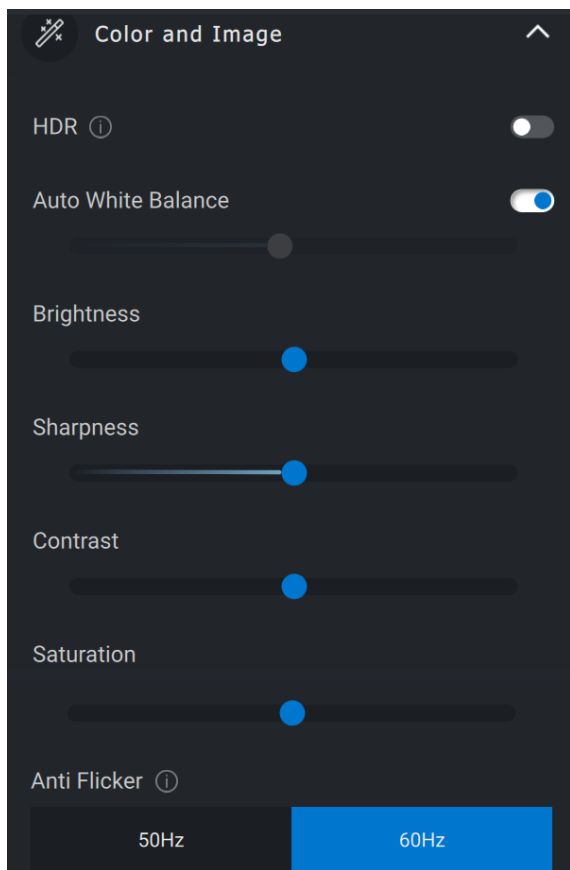 Color and Image
HDR
Auto White Balance
Brightness
Sharpness
Contrast
Saturation
Anti Flicker
50Hz 60Hz